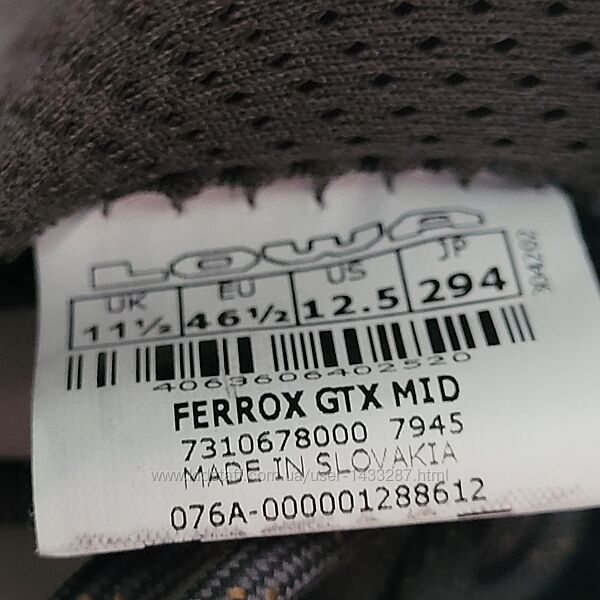 LOWA
UK EU US JP
11½ 46½ 12.5 294
304202
4063606402520
FERROX GTX MID
7310678000 7945
MADE IN SLOVAKIA
076A-000001288612